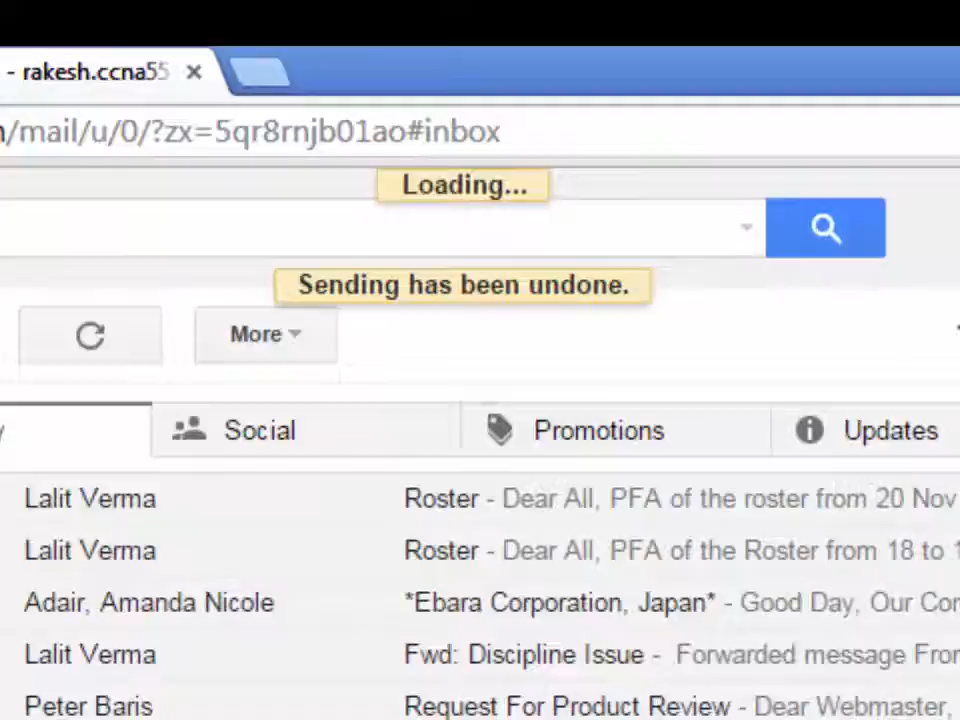 - rakesh.ccna55
/mail/u/0/?zx=5qr8rnjb01ao#inbox
Loading...
Sending has been undone.
More
Social
Promotions
Updates
Lalit Verma Roster - Dear All, PFA of the roster from 20 Nov
Lalit Verma Roster - Dear All, PFA of the Roster from 18 to
Adair, Amanda Nicole *Ebara Corporation, Japan* - Good Day, Our
Lalit Verma Fwd: Discipline Issue - Forwarded message
Peter Baris Request For Product Review - Dear Webmaster,